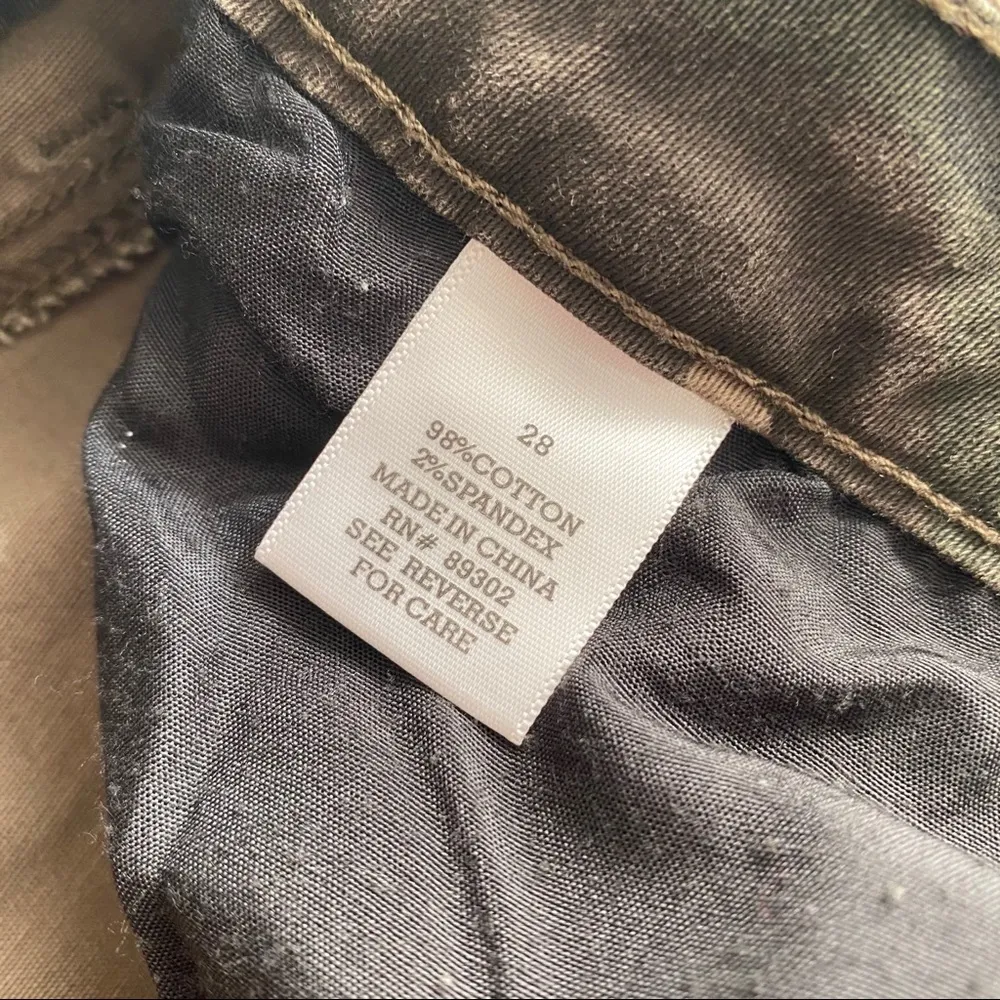 28
98%COTTON
2%SPANDEX
MADE IN CHINA
RN# 89302
SEE REVERSE
FOR CARE